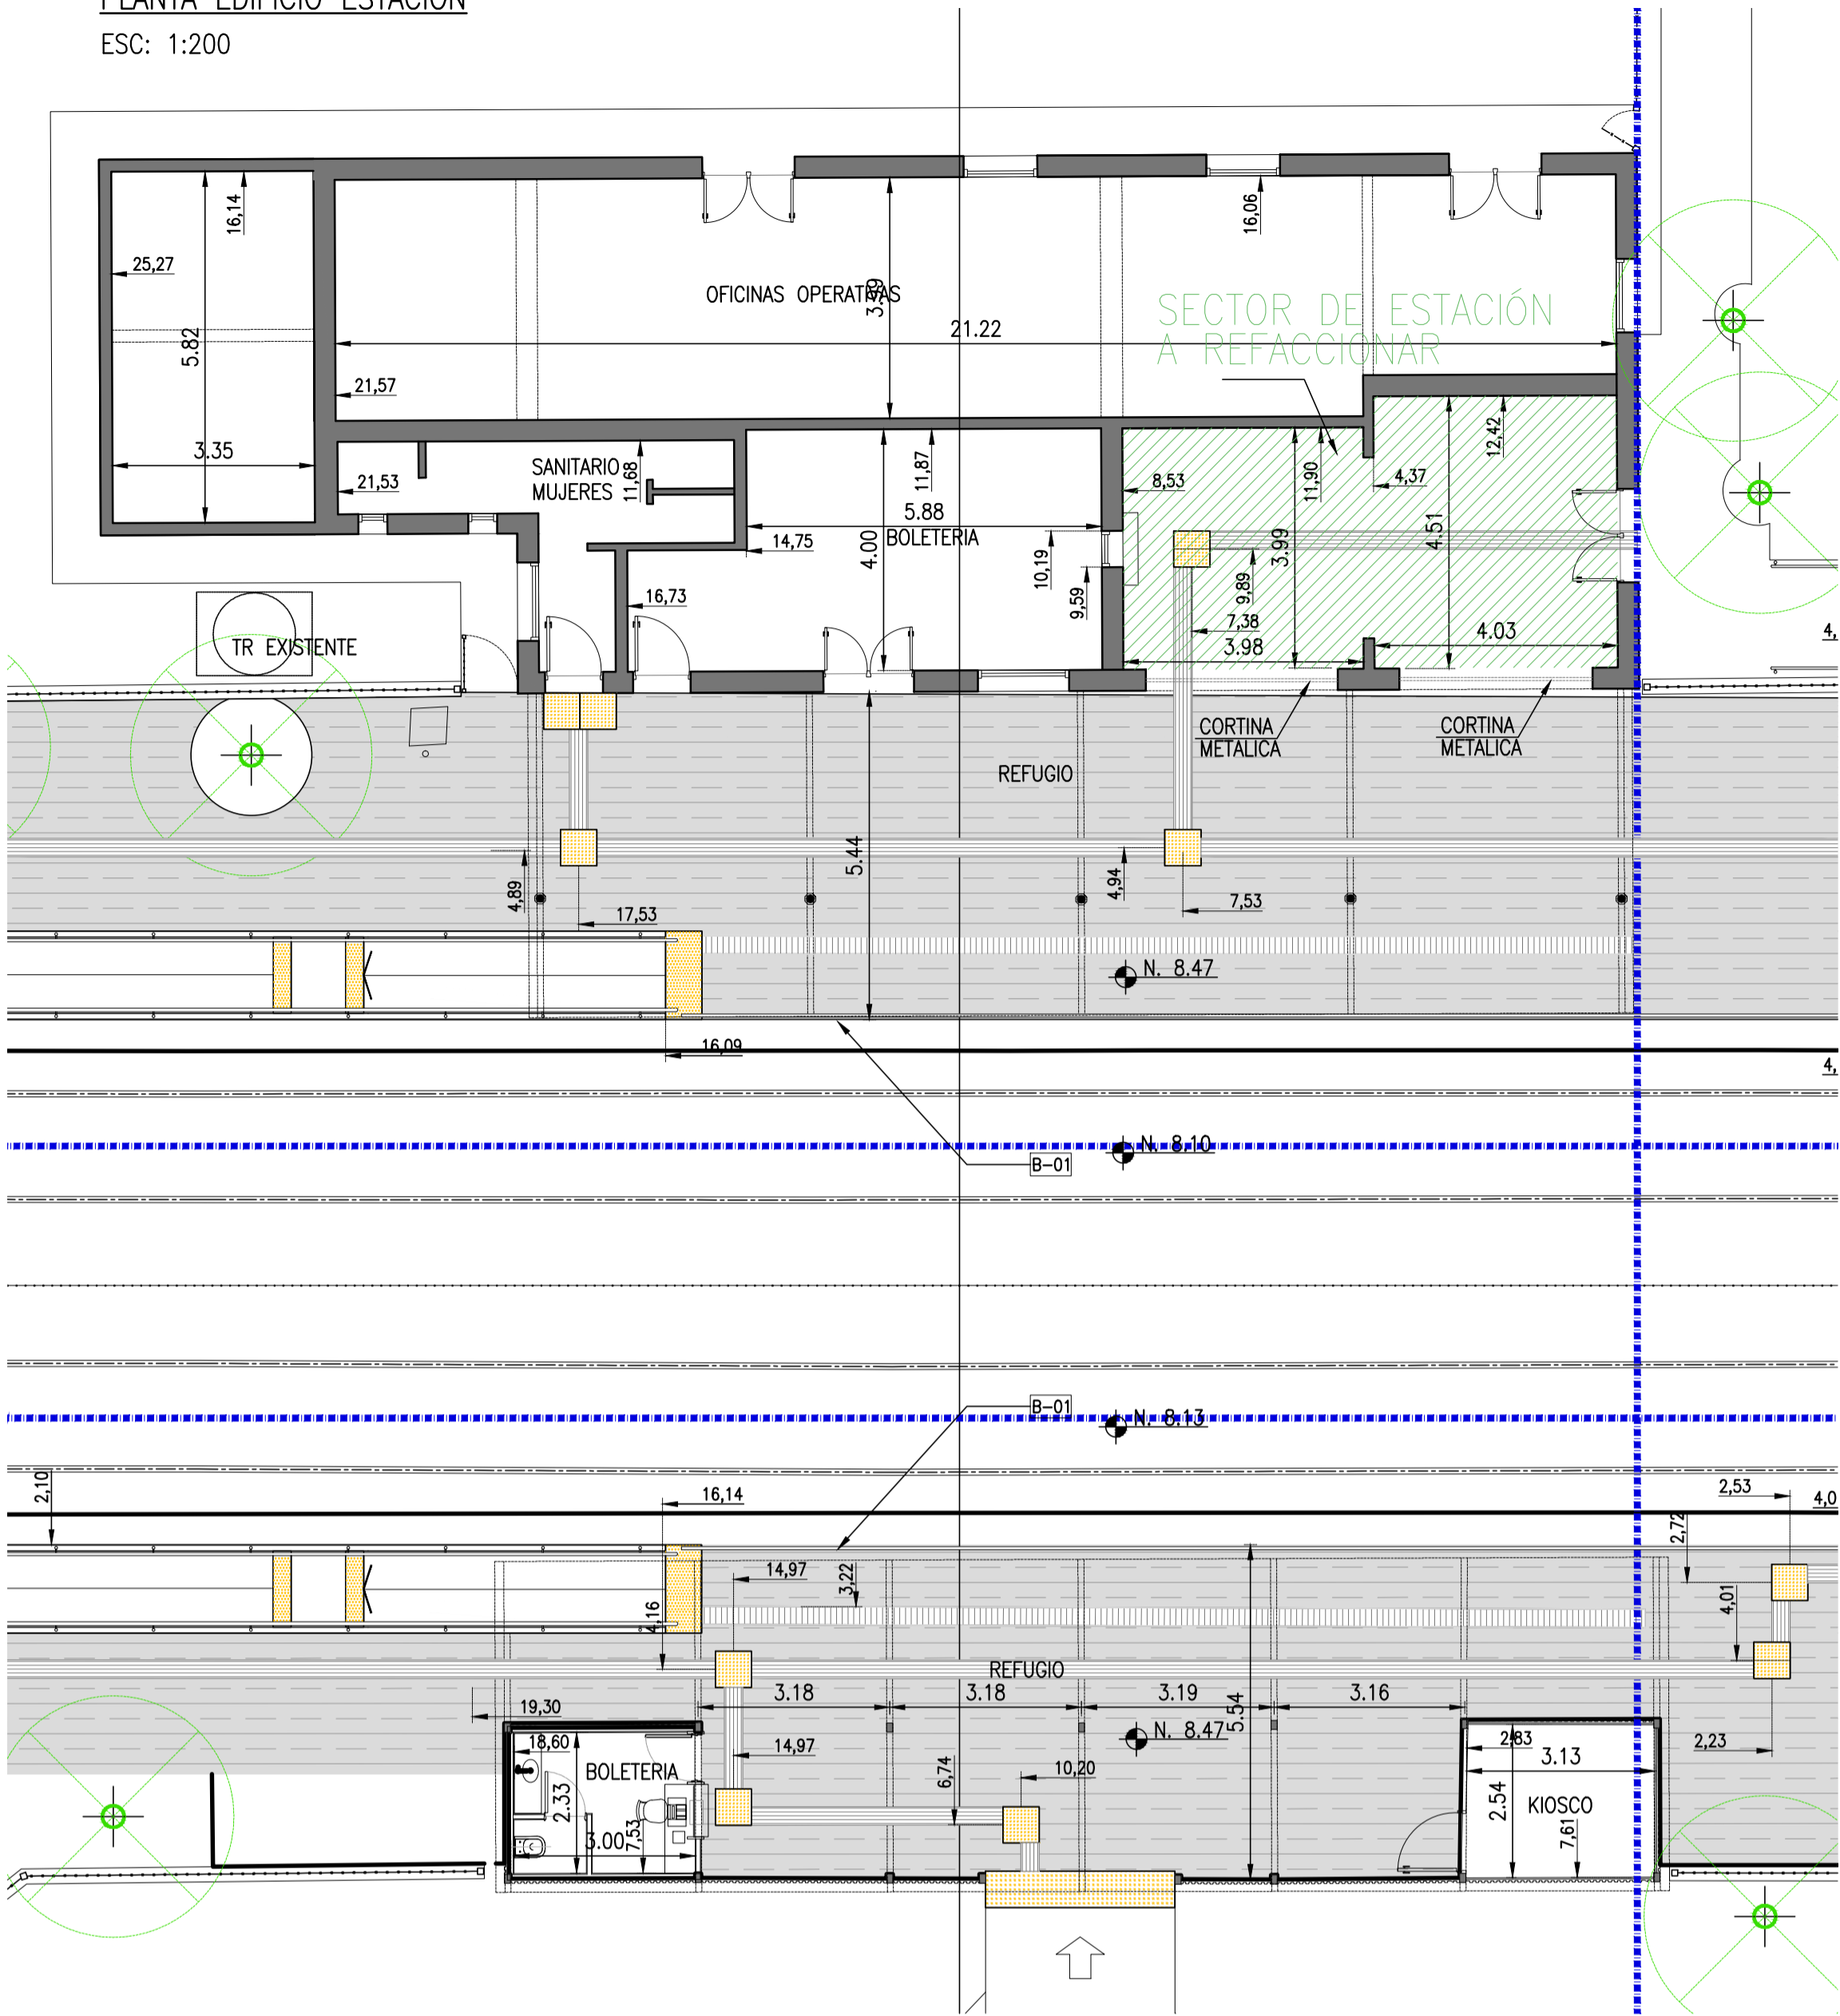 PLANTA EDIFICIO ESTACION
ESC: 1:200
16,14
25,27
5.82
3.35
OFICINAS OPERATIVAS
3.99
16,06
21.22
21,57
SECTOR DE ESTACIÓN
A REFACCIONAR
SANITARIO
MUJERES
11,68
21,53
11,87
5.88
BOLETERIA
4.00
14,75
16,73
10,19
9,59
8,53
11,90
3.99
9,89
7,38
3.98
12,42
4,37
4.51
4.03
TR EXISTENTE
4,
CORTINA
METALICA
CORTINA
METALICA
REFUGIO
5.44
4,89
17,53
4,94
7,53
N. 8.47
16,09
4,
N. 8.10
B-01
B-01
N. 8.13
2,10
16,14
2,53
4,0
2,72
14,97
3,22
4,16
4,01
REFUGIO
3.18
3.18
3.19
3.16
5.54
19,30
N. 8.47
18,60
BOLETERIA
2.33
3.00
7,53
14,97
6,74
10,20
2,83
3.13
2.54
KIOSCO
7,61
2,23